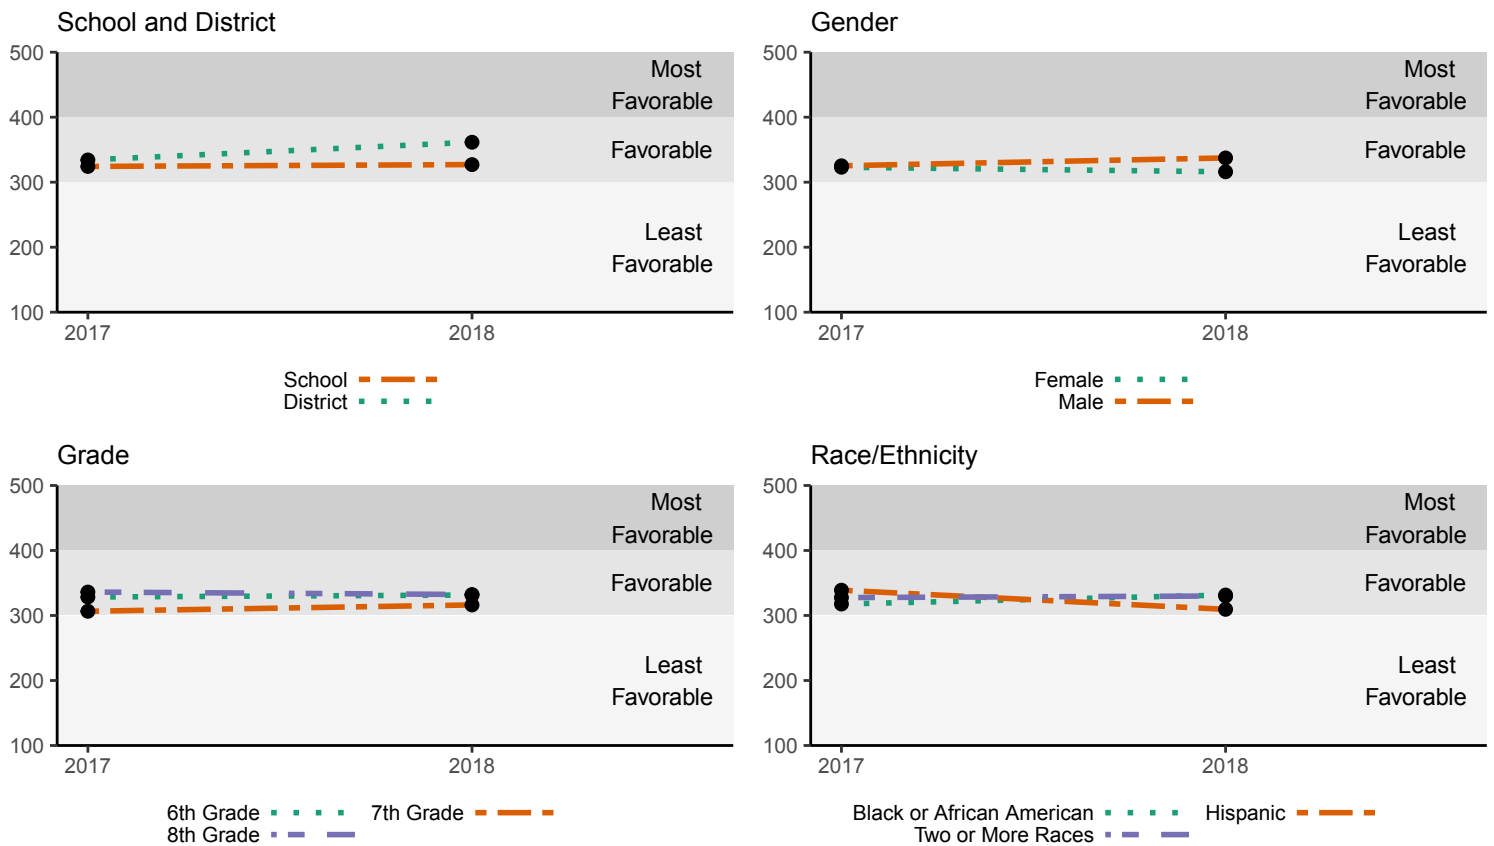 School and District
500
400
300
200
100
Most
Favorable
Favorable
Least
Favorable
2017 2018
School
District
Gender
500
400
300
200
100
Most
Favorable
Favorable
Least
Favorable
2017 2018
Female
Male
Grade
500
400
300
200
100
Most
Favorable
Favorable
Least
Favorable
2017 2018
6th Grade 7th Grade
8th Grade
Race/Ethnicity
500
400
300
200
100
Most
Favorable
Favorable
Least
Favorable
2017 2018
Black or African American Hispanic
Two or More Races